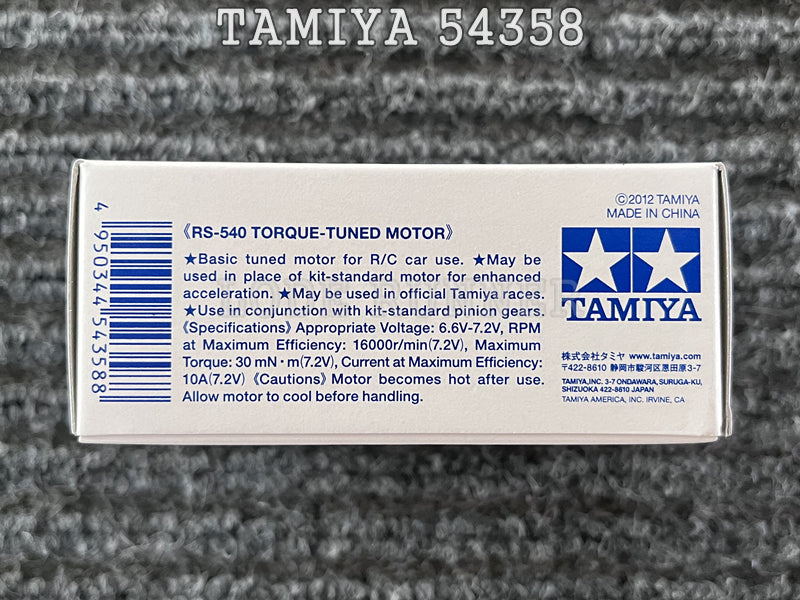 TAMIYA 54358
4 950344 543588
《RS-540 TORQUE-TUNED MOTOR》
★Basic tuned motor for R/C car use. ★May be
used in place of kit-standard motor for enhanced
acceleration. ★May be used in official Tamiya races.
★Use in conjunction with kit-standard pinion gears.
《Specifications》 Appropriate Voltage: 6.6V-7.2V, RPM
at Maximum Efficiency: 16000r/min(7.2V), Maximum
Torque: 30 mN・m(7.2V), Current at Maximum Efficiency:
10A(7.2V) 《Cautions》 Motor becomes hot after use.
Allow motor to cool before handling.
©2012 TAMIYA
MADE IN CHINA
TAMIYA
株式会社タミヤ www.tamiya.com
〒422-8610 静岡市駿河区恩田原3-7
TAMIYA,INC. 3-7 ONDAWARA, SURUGA-KU,
SHIZUOKA 422-8610 JAPAN
TAMIYA AMERICA, INC. IRVINE, CA